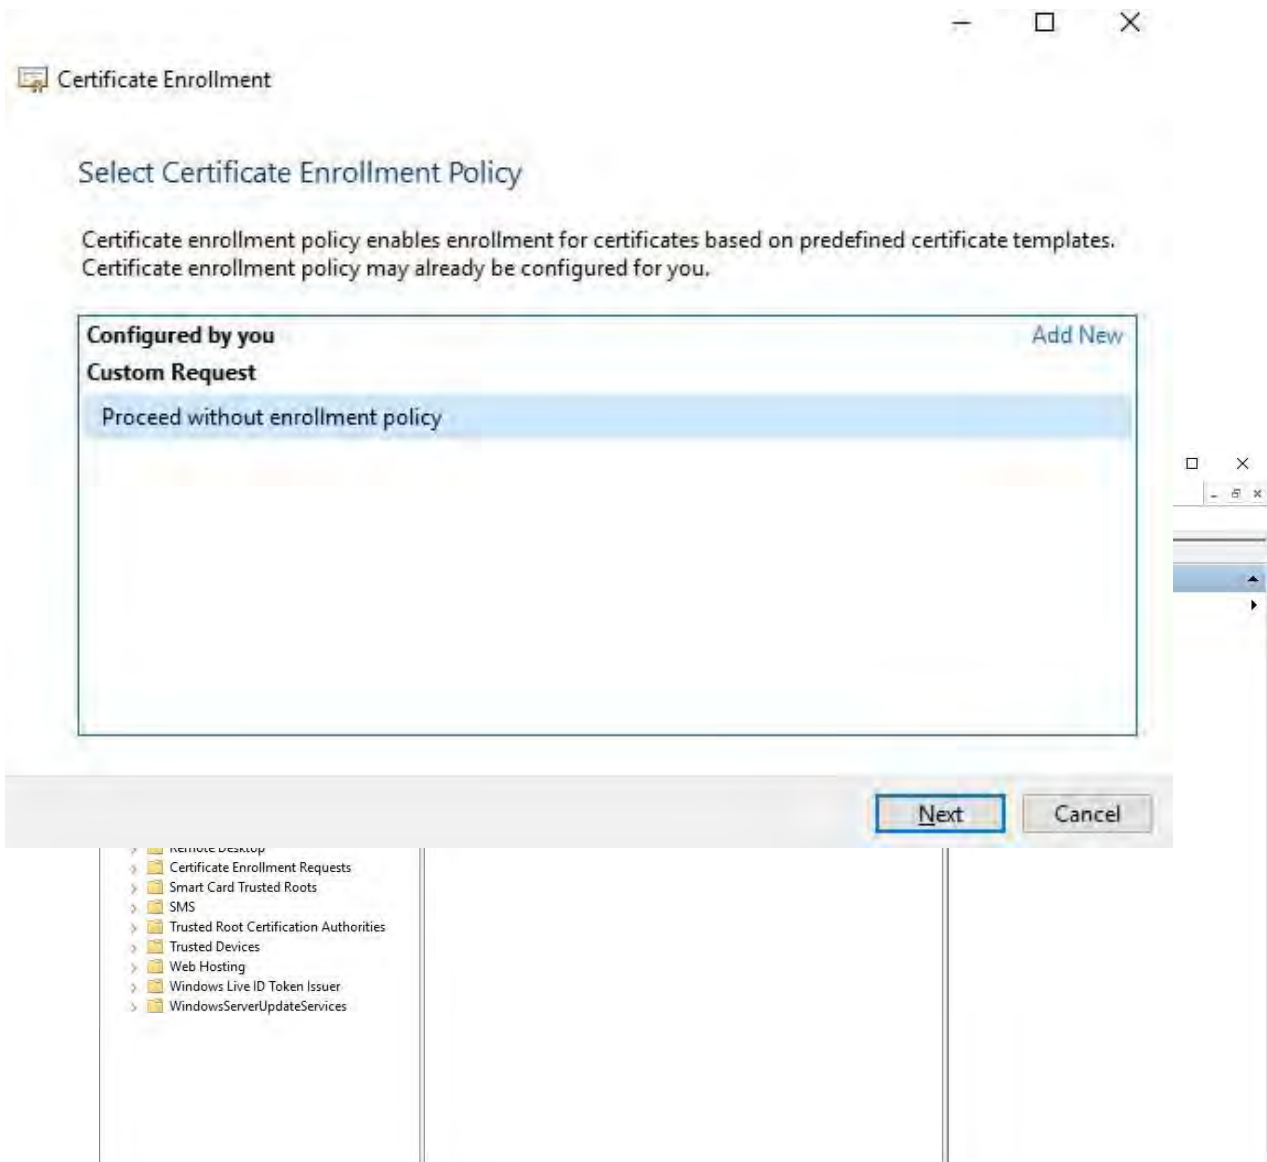 Certificate Enrollment
Select Certificate Enrollment Policy
Certificate enrollment policy enables enrollment for certificates based on predefined certificate templates.
Certificate enrollment policy may already be configured for you.
Configured by you Add New
Custom Request
Proceed without enrollment policy
Next Cancel
Remote Desktop
Certificate Enrollment Requests
Smart Card Trusted Roots
SMS
Trusted Root Certification Authorities
Trusted Devices
Web Hosting
Windows Live ID Token Issuer
WindowsServerUpdateServices